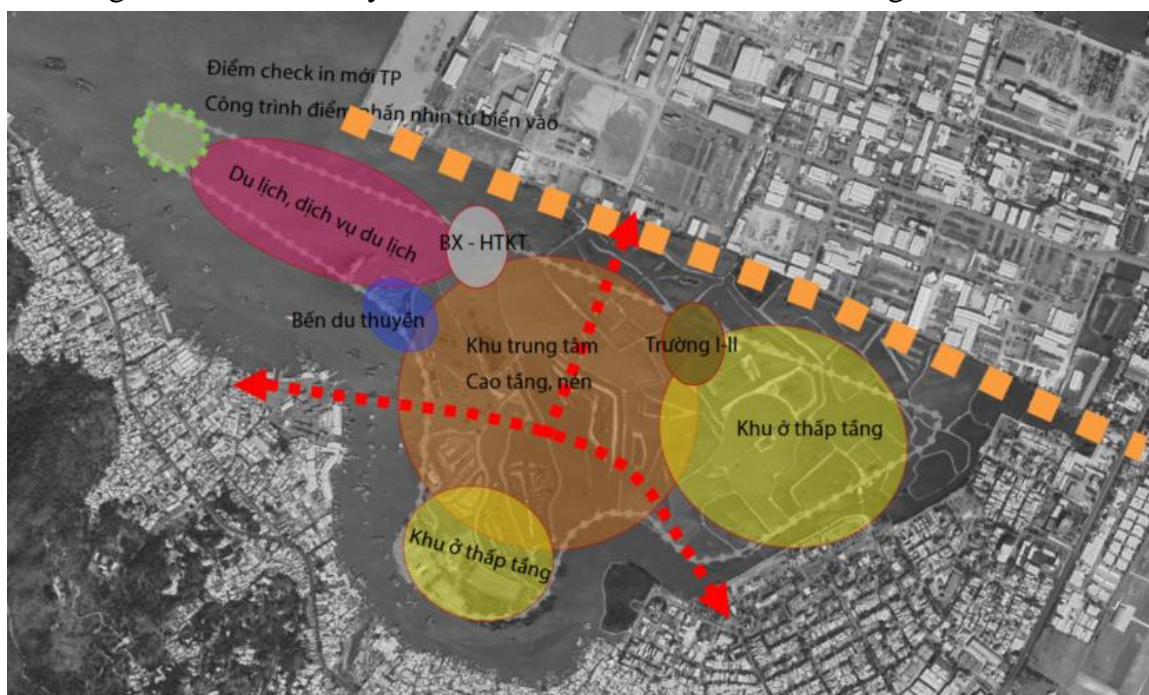 Điểm check in mới TP
Công trình điểm nhấn nhìn từ biển vào
Du lịch, dịch vụ du lịch
BX - HTKT
Bến du thuyền
Khu trung tâm
Cao tầng, nén
Trường I-II
Khu ở thấp tầng
Khu ở thấp tầng